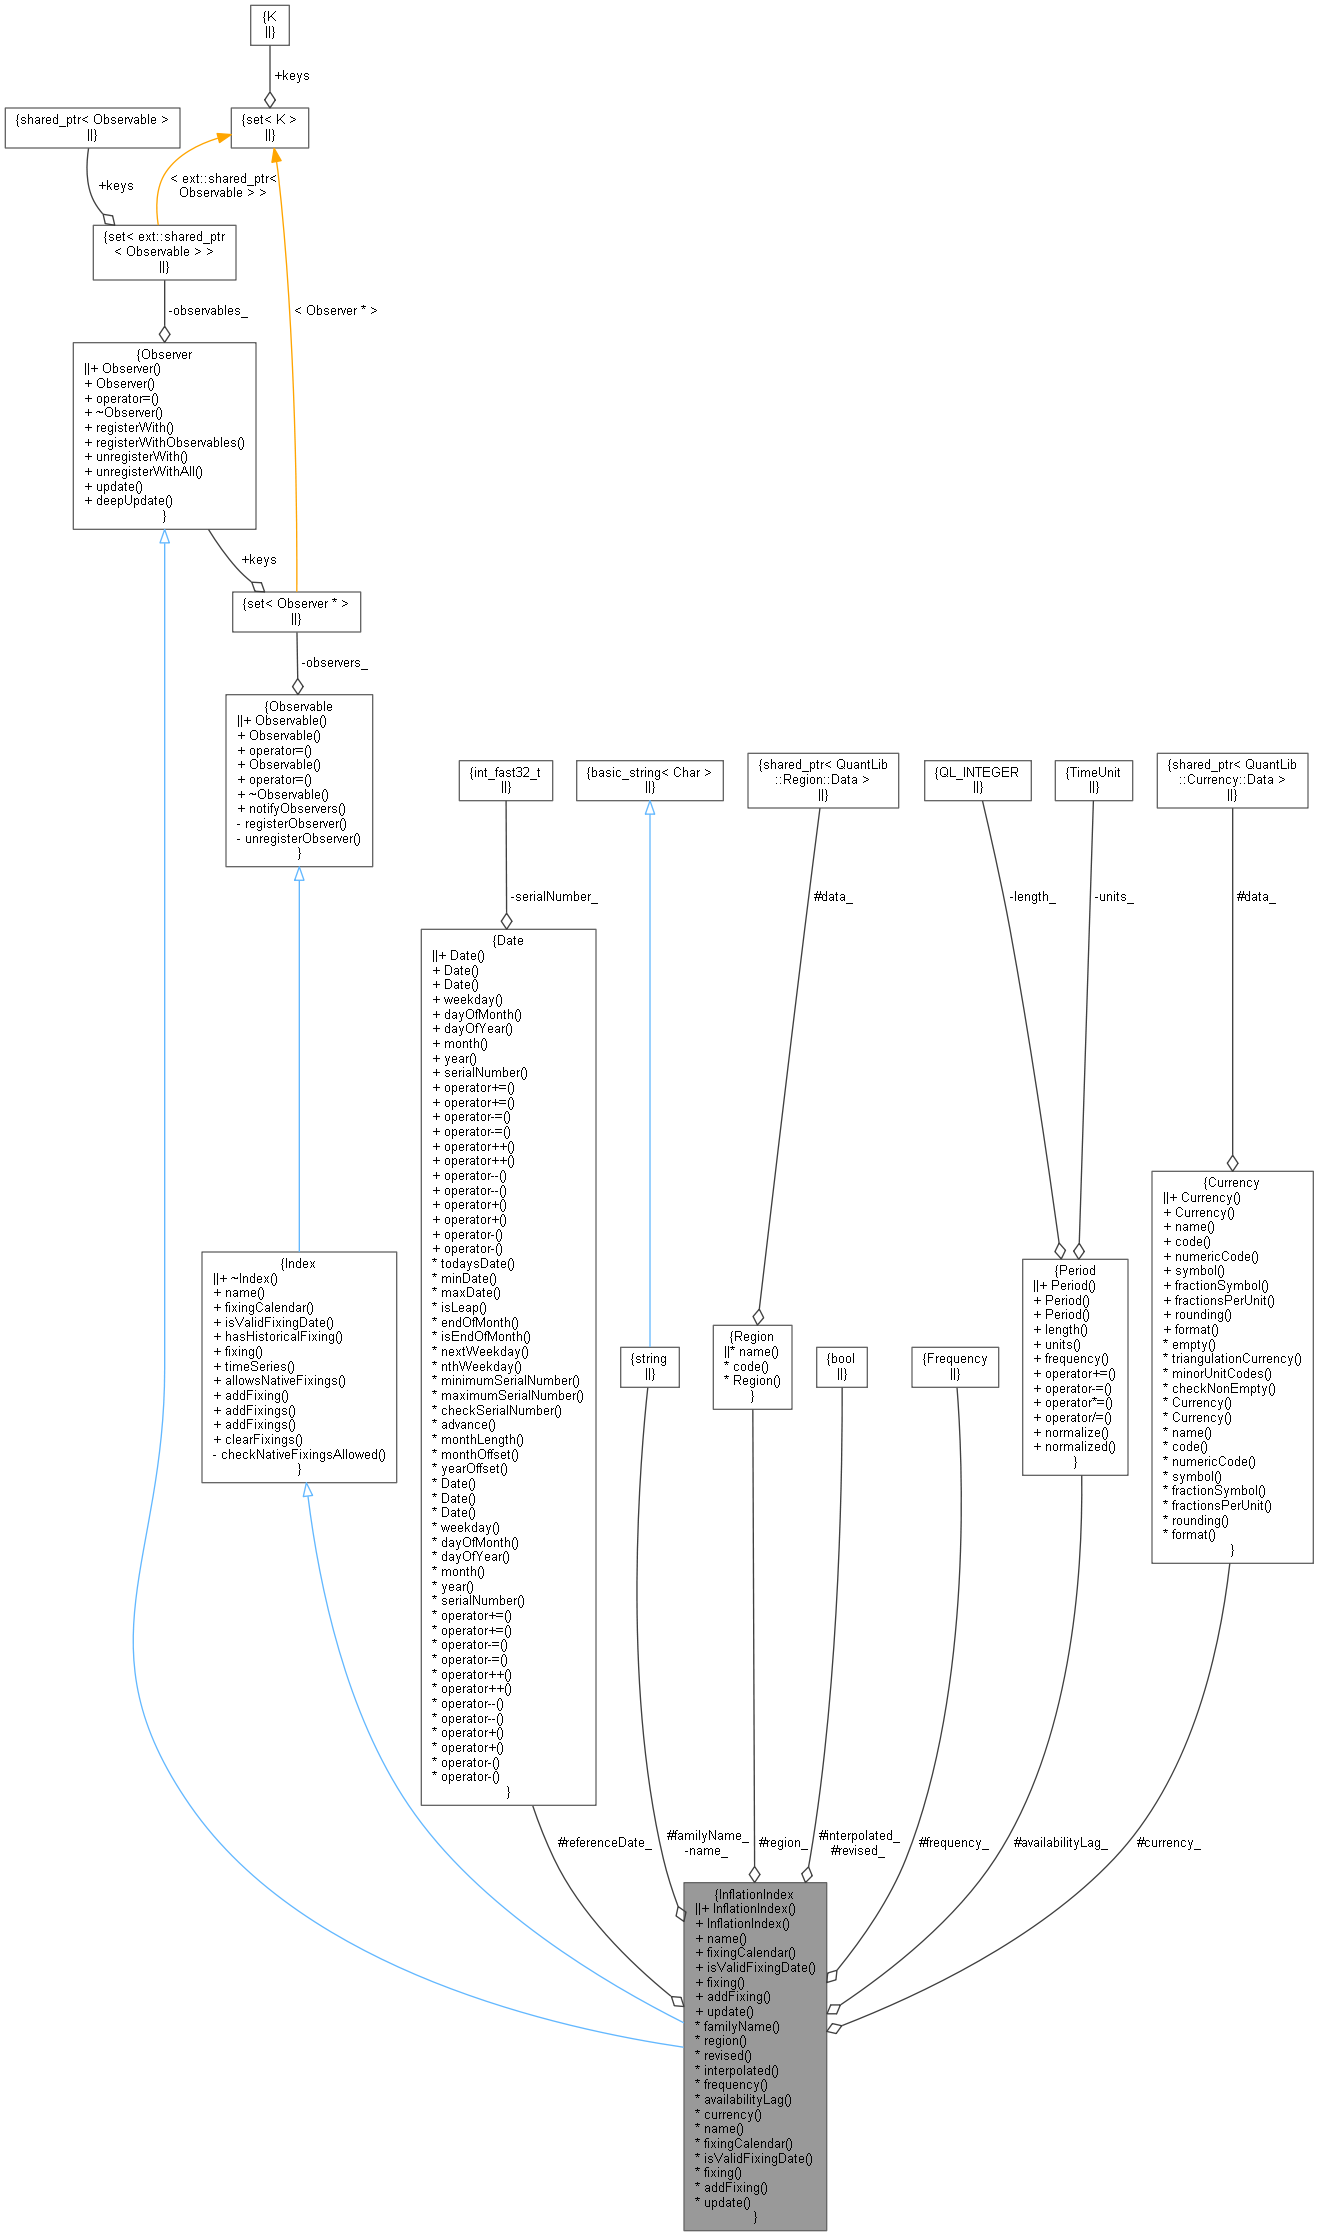 {K
||}
+keys
{shared_ptr< Observable >
||}
{set< K >
||}
+keys
< ext::shared_ptr<
Observable > >
{set< ext::shared_ptr
< Observable > >
||}
-observables_
< Observer * >
{Observer
||+ Observer()
+ Observer()
+ operator=()
+ ~Observer()
+ registerWith()
+ registerWithObservables()
+ unregisterWith()
+ unregisterWithAll()
+ update()
+ deepUpdate()
}
+keys
{set< Observer * >
||}
-observers_
{Observable
||+ Observable()
+ Observable()
+ operator=()
+ Observable()
+ operator=()
+ ~Observable()
+ notifyObservers()
- registerObserver()
- unregisterObserver()
}
{int_fast32_t
||}
{basic_string< Char >
||}
{shared_ptr< QuantLib
::Region::Data >
||}
{QL_INTEGER
||}
{TimeUnit
||}
{shared_ptr< QuantLib
::Currency::Data >
||}
-serialNumber_
#data_
-length_
-units_
#data_
{Date
||+ Date()
+ Date()
+ Date()
+ weekday()
+ dayOfMonth()
+ dayOfYear()
+ month()
+ year()
+ serialNumber()
+ operator+=()
+ operator+=()
+ operator-=()
+ operator-=()
+ operator++()
+ operator++()
+ operator--()
+ operator--()
+ operator+()
+ operator+()
+ operator-()
+ operator-()
* todaysDate()
* minDate()
* maxDate()
* isLeap()
* endOfMonth()
* isEndOfMonth()
* nextWeekday()
* nthWeekday()
* minimumSerialNumber()
* maximumSerialNumber()
* checkSerialNumber()
* advance()
* monthLength()
* monthOffset()
* yearOffset()
* Date()
* Date()
* Date()
* weekday()
* dayOfMonth()
* dayOfYear()
* month()
* year()
* serialNumber()
* operator+=()
* operator+=()
* operator-=()
* operator-=()
* operator++()
* operator++()
* operator--()
* operator--()
* operator+()
* operator+()
* operator-()
* operator-()
}
{Index
||+ ~Index()
+ name()
+ fixingCalendar()
+ isValidFixingDate()
+ hasHistoricalFixing()
+ fixing()
+ timeSeries()
+ allowsNativeFixings()
+ addFixing()
+ addFixings()
+ addFixings()
+ clearFixings()
- checkNativeFixingsAllowed()
}
{string
||}
{Region
||* name()
* code()
* Region()
}
{bool
||}
{Frequency
||}
{Period
||+ Period()
+ Period()
+ Period()
+ length()
+ units()
+ frequency()
+ operator+=()
+ operator-=()
+ operator*=()
+ operator/=()
+ normalize()
+ normalized()
}
{Currency
||+ Currency()
+ Currency()
+ name()
+ code()
+ numericCode()
+ symbol()
+ fractionSymbol()
+ fractionsPerUnit()
+ rounding()
+ format()
* empty()
* triangulationCurrency()
* minorUnitCodes()
* checkNonEmpty()
* Currency()
* Currency()
* name()
* code()
* numericCode()
* symbol()
* fractionSymbol()
* fractionsPerUnit()
* rounding()
* format()
}
#referenceDate_
#familyName_
-name_
#region_
#interpolated_
#revised_
#frequency_
#availabilityLag_
#currency_
{InflationIndex
||+ InflationIndex()
+ InflationIndex()
+ name()
+ fixingCalendar()
+ isValidFixingDate()
+ fixing()
+ addFixing()
+ update()
* familyName()
* region()
* revised()
* interpolated()
* frequency()
* availabilityLag()
* currency()
* name()
* fixingCalendar()
* isValidFixingDate()
* fixing()
* addFixing()
* update()
}